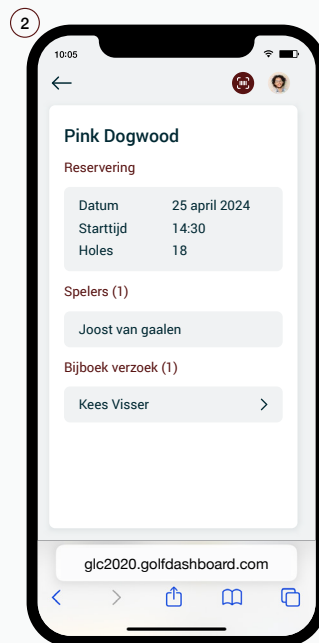 2
10:05
Pink Dogwood
Reservering
Datum 25 april 2024
Starttijd 14:30
Holes 18
Spelers (1)
Joost van gaalen
Bijboek verzoek (1)
Kees Visser
glc2020.golfdashboard.com